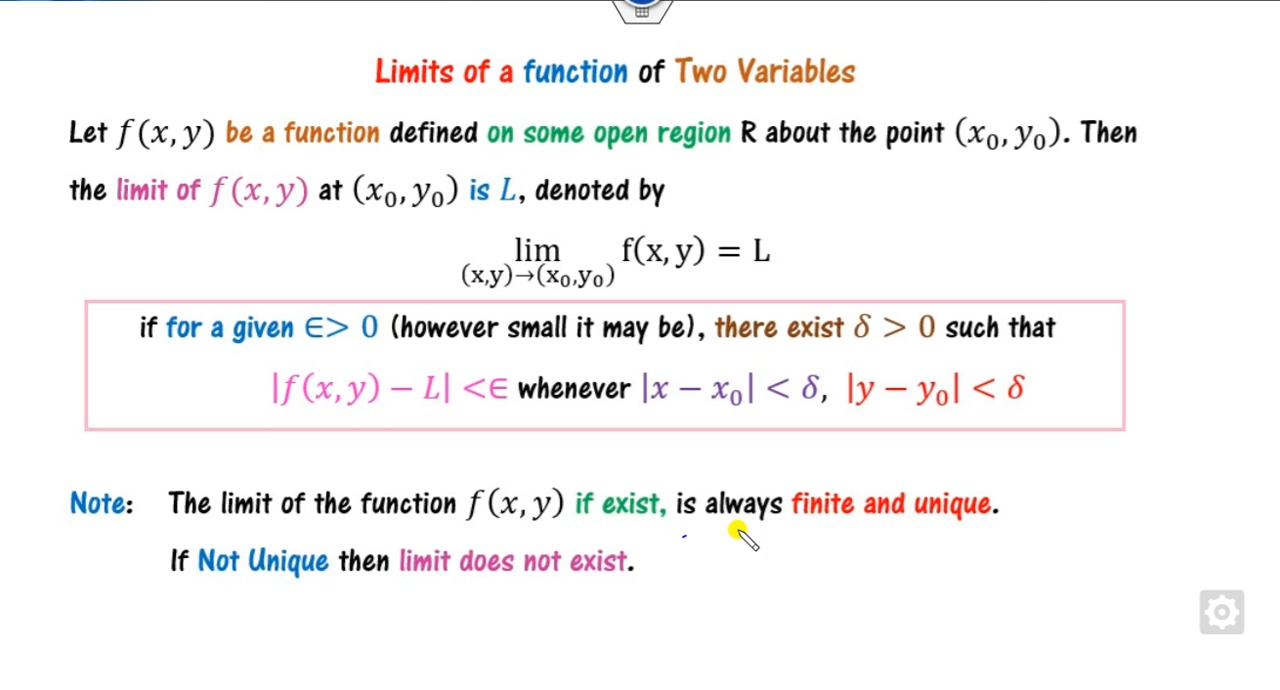 Limits of a function of Two Variables
Let f(x, y) be a function defined on some open region R about the point (x₀, y₀). Then
the limit of f(x, y) at (x₀, y₀) is L, denoted by
lim f(x, y) = L
(x,y)→(x₀,y₀)
if for a given ∈> 0 (however small it may be), there exist δ > 0 such that
|f(x, y) − L| <∈ whenever |x − x₀| < δ, |y − y₀| < δ
Note: The limit of the function f(x, y) if exist, is always finite and unique.
If Not Unique then limit does not exist.